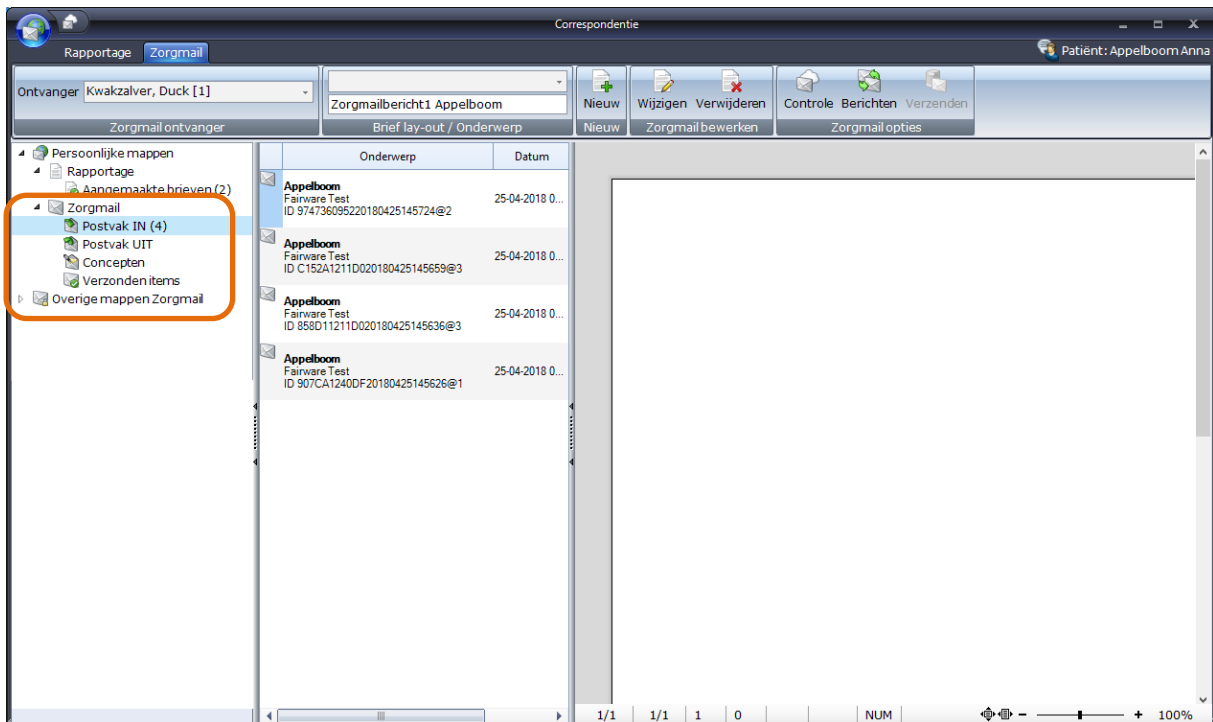 Correspondentie
Rapportage Zorgmail
Patiënt: Appelboom Anna
Ontvanger Kwakzalver, Duck [1]
Zorgmailbericht1 Appelboom
Nieuw Wijzigen Verwijderen Controle Berichten Verzenden
Zorgmail ontvanger Brief lay-out / Onderwerp Nieuw Zorgmail bewerken Zorgmail opties
Persoonlijke mappen
Rapportage
Aangemaakte brieven (2)
Zorgmail
Postvak IN (4)
Postvak UIT
Concepten
Verzonden items
Overige mappen Zorgmail
Onderwerp Datum
Appelboom
Fairware Test 25-04-2018 0...
ID 974736095220180425145724@2
Appelboom
Fairware Test 25-04-2018 0...
ID C152A1211D020180425145659@3
Appelboom
Fairware Test 25-04-2018 0...
ID 858D11211D020180425145636@3
Appelboom
Fairware Test 25-04-2018 0...
ID 907CA1240DF20180425145626@1
1/1 1/1 1 0 NUM 100%